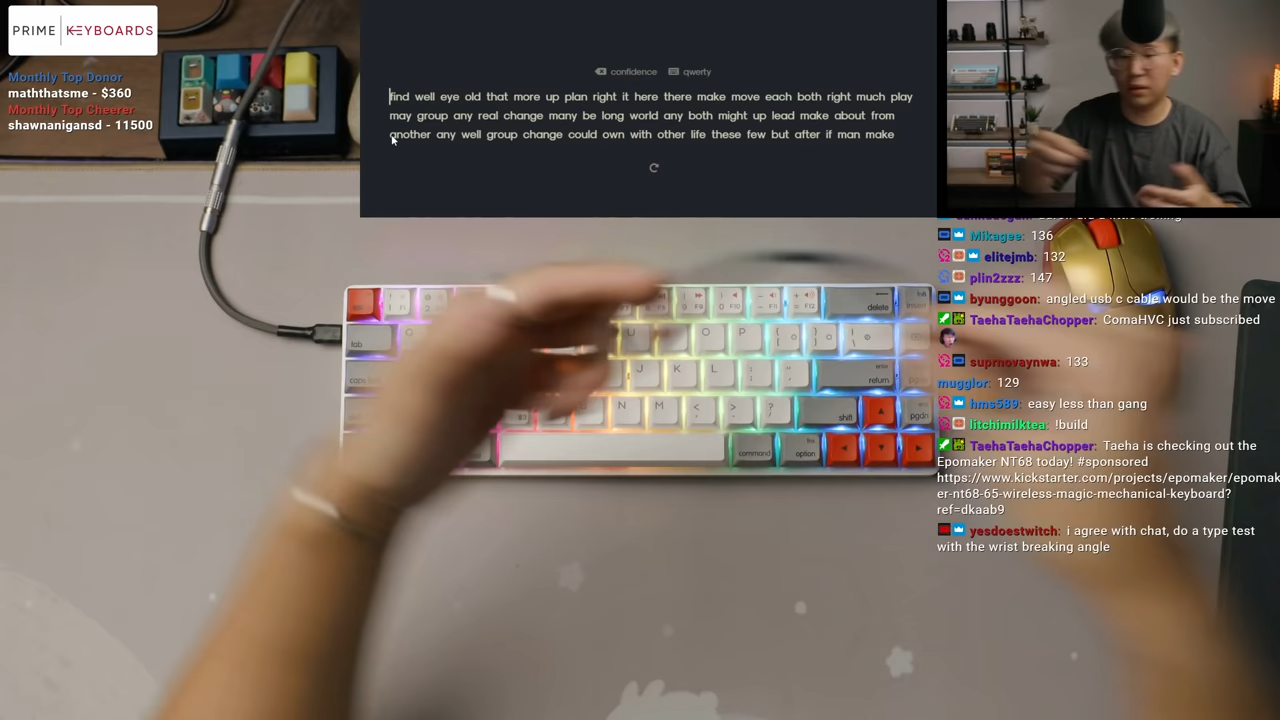 PRIME KEYBOARDS
Monthly Top Donor
maththatsme - $360
Monthly Top Cheerer
shawnanigansd - 11500
confidence qwerty
find well eye old that more up plan right it here there make move each both right much play
may group any real change many be long world any both might up lead make about from
another any well group change could own with other life these few but after if man make
Mikagee: 136
elitejmb: 132
plin2zzz: 147
byunggoon: angled usb c cable would be the move
TaehaTaehaChopper: ComaHVC just subscribed
suprnovaynwa: 133
mugglor: 129
hms589: easy less than gang
litchimilktea: !build
TaehaTaehaChopper: Taeha is checking out the
Epomaker NT68 today! #sponsored
https://www.kickstarter.com/projects/epomaker/epomak
er-nt68-65-wireless-magic-mechanical-keyboard?
ref=dkaab9
yesdoestwitch: i agree with chat, do a type test
with the wrist breaking angle
esc
delete
tab
U O P
return
J K L
N M
shift
pgdn
command option